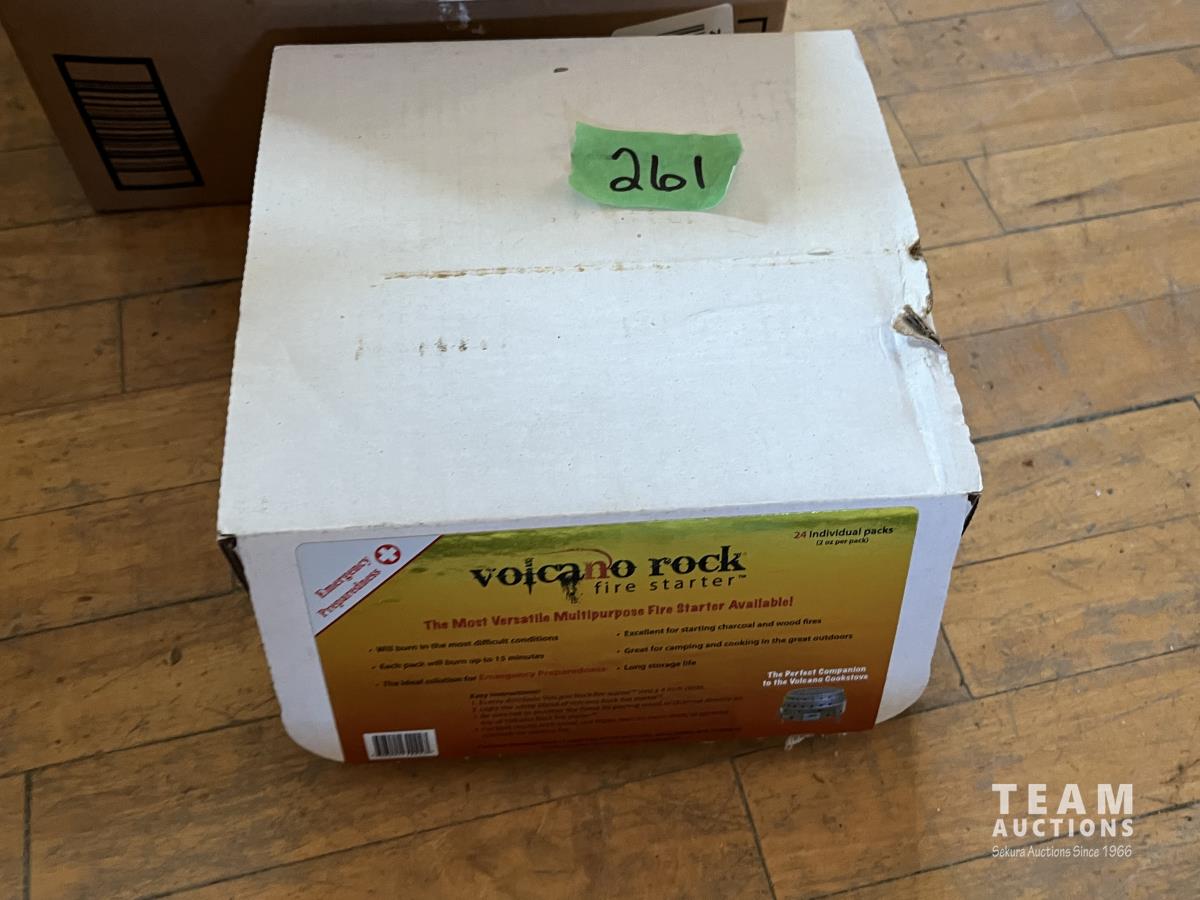 261
24 Individual packs
(2 oz per pack)
Emergency
Preparedness
volcano rock
fire starter™
The Most Versatile Multipurpose Fire Starter Available!
• Will burn in the most difficult conditions
• Each pack will burn up to 15 minutes
• The ideal solution for Emergency Preparedness
• Excellent for starting charcoal and wood fires
• Great for camping and cooking in the great outdoors
• Long storage life
The Perfect Companion
to the Volcano Cookstove
Easy Instructions:
TEAM
AUCTIONS
Sekura Auctions Since 1966